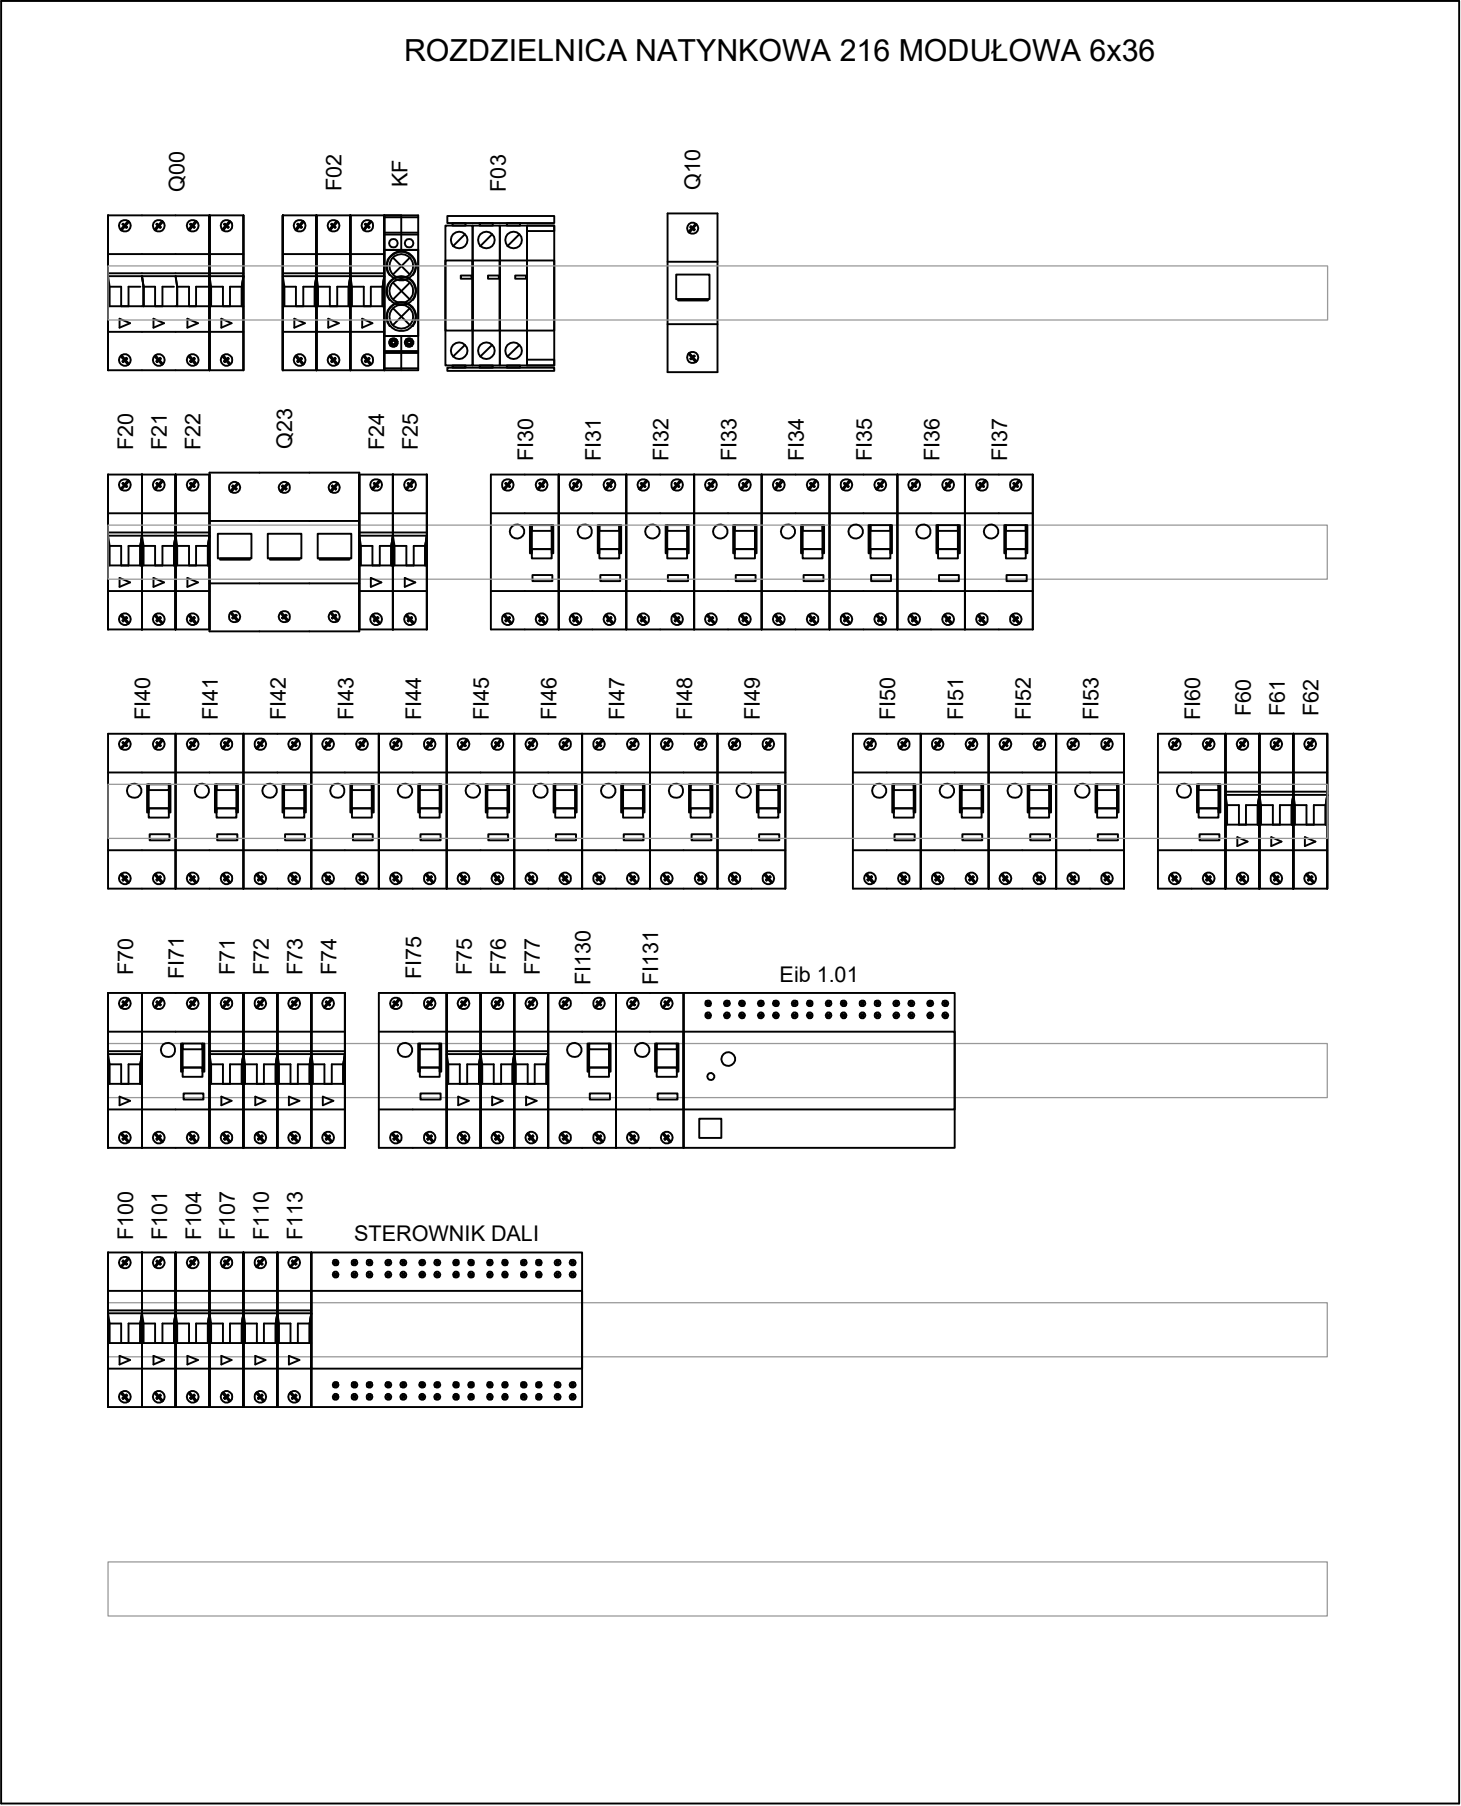 ROZDZIELNICA NATYNKOWA 216 MODUŁOWA 6x36
Q00 F02 KF F03 Q10
F20 F21 F22 Q23 F24 F25 FI30 FI31 FI32 FI33 FI34 FI35 FI36 FI37
FI40 FI41 FI42 FI43 FI44 FI45 FI46 FI47 FI48 FI49 FI50 FI51 FI52 FI53 FI60 F60 F61 F62
F70 FI71 F71 F72 F73 F74 FI75 F75 F76 F77 FI130 FI131 Eib 1.01
F100 F101 F104 F107 F110 F113 STEROWNIK DALI